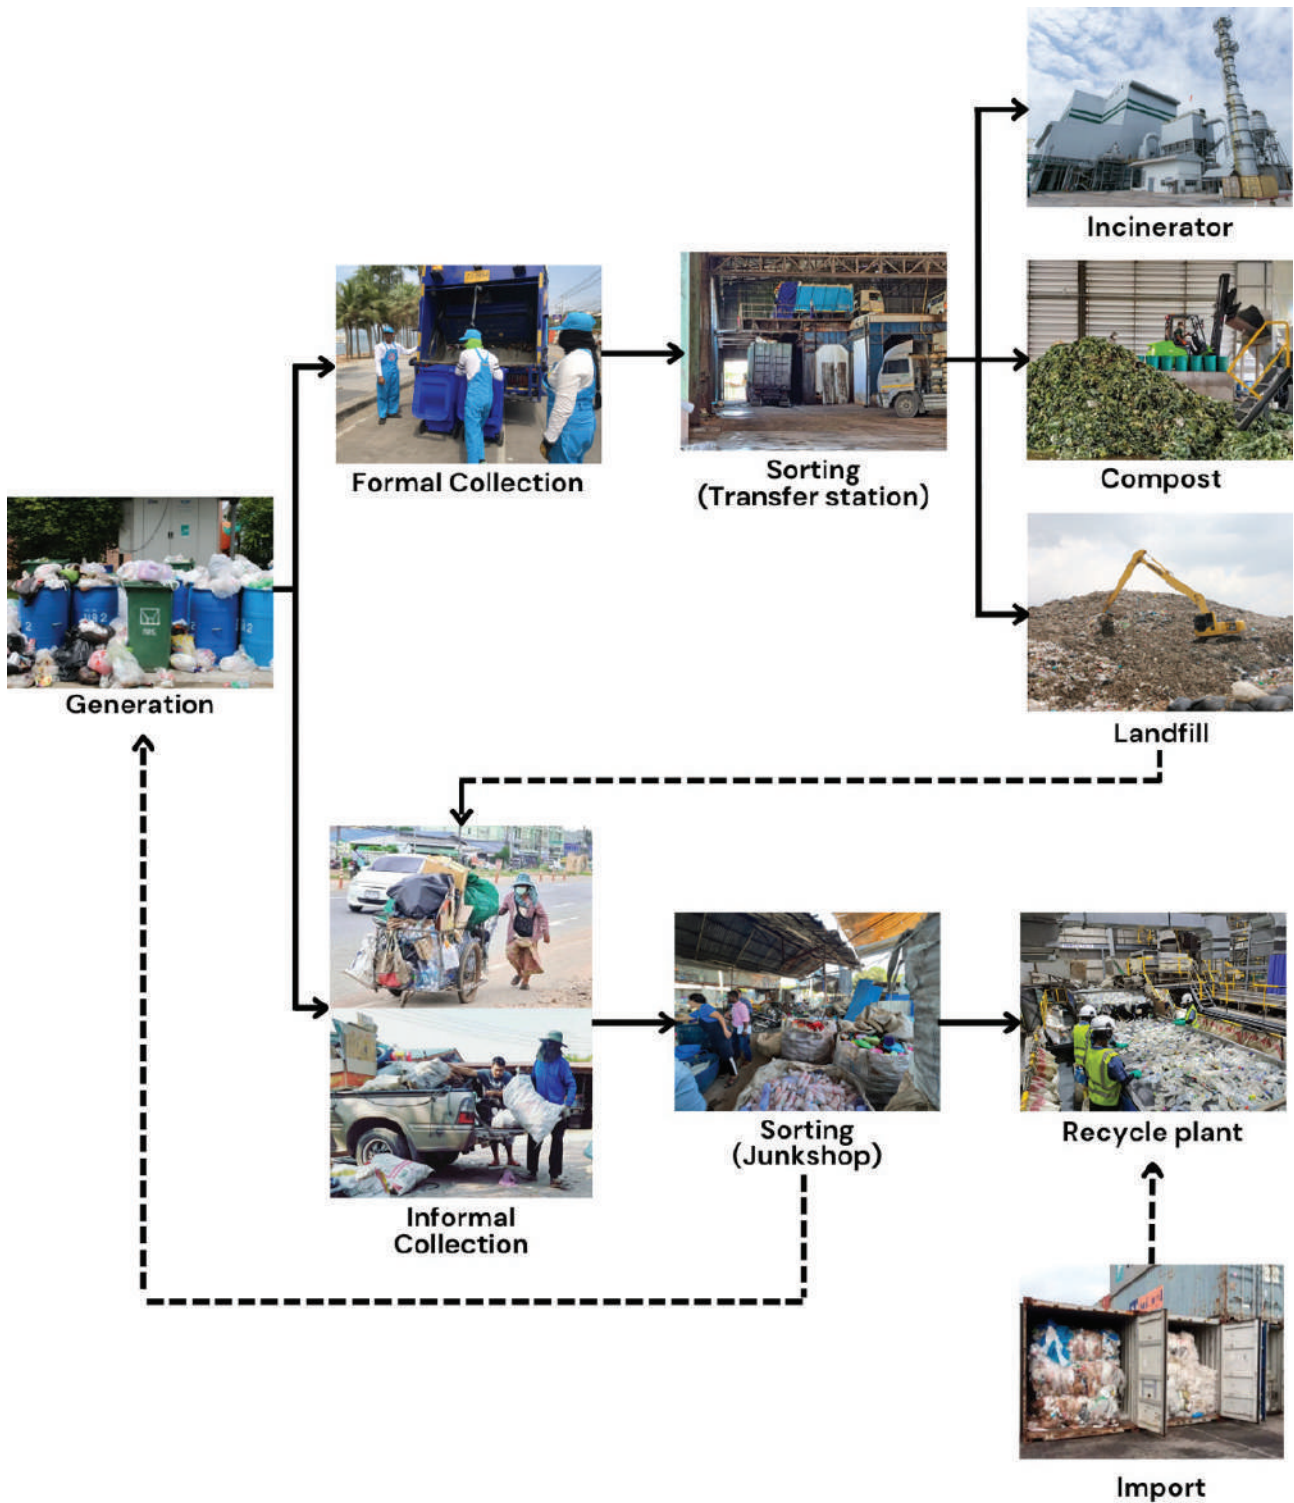 Incinerator
Formal Collection
Sorting
(Transfer station)
Compost
Generation
Landfill
Informal
Collection
Sorting
(Junkshop)
Recycle plant
Import